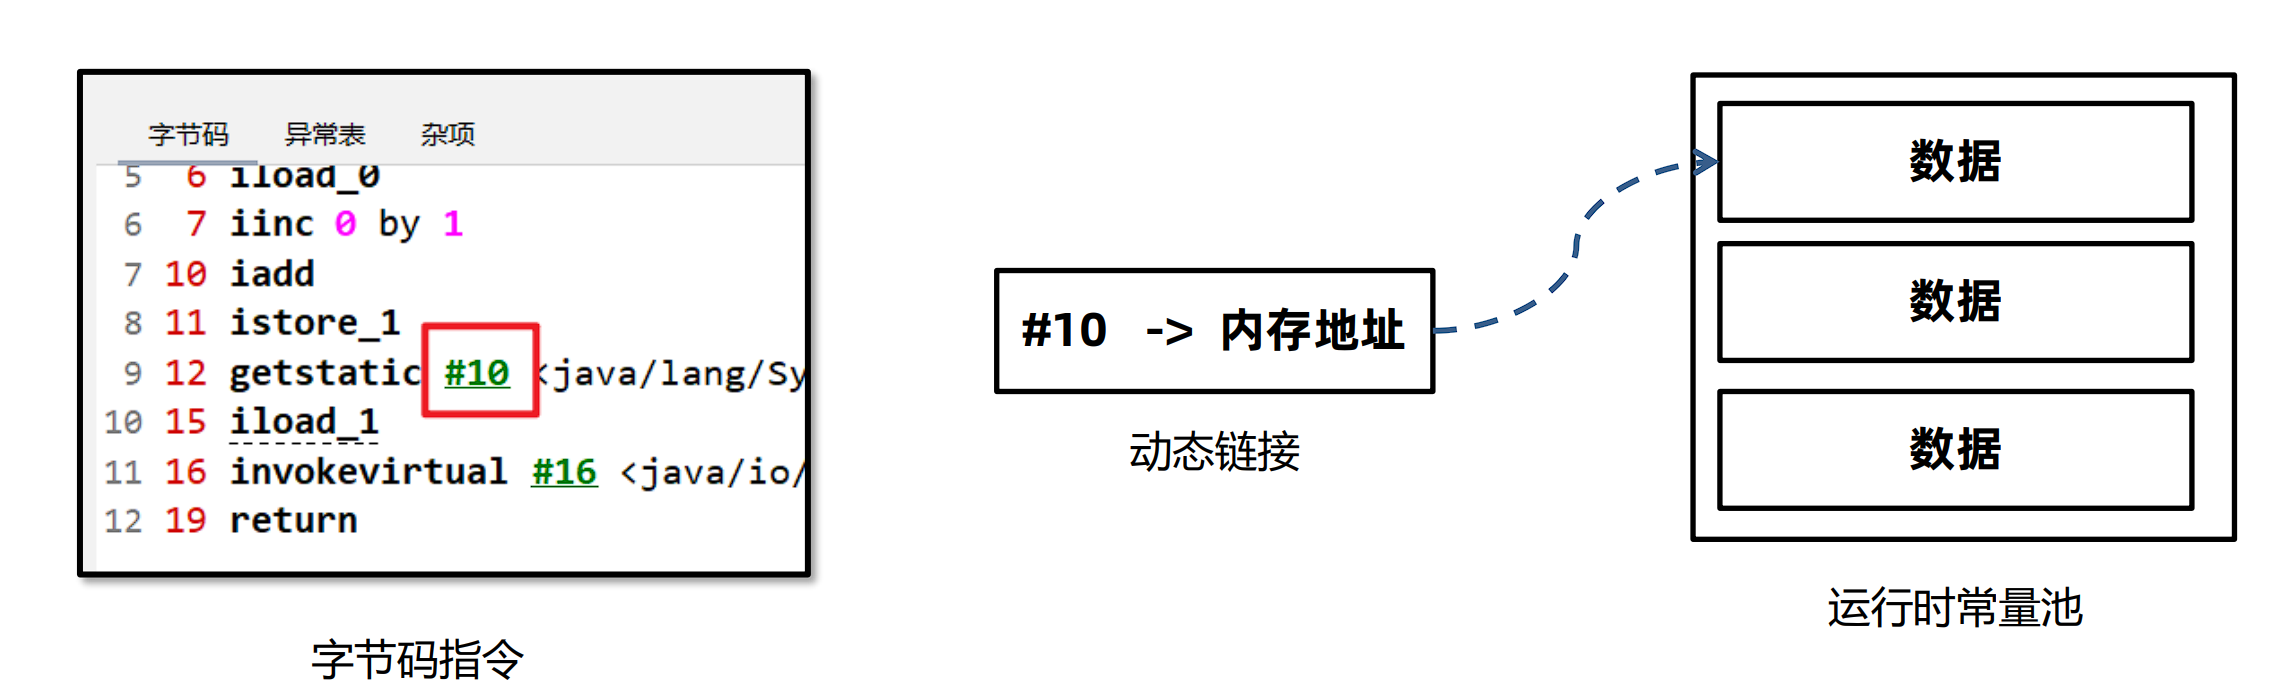 字节码 异常表 杂项
5 6 iload_0
6 7 iinc 0 by 1
7 10 iadd
8 11 istore_1
9 12 getstatic #10 <java/lang/Sy
10 15 iload_1
11 16 invokevirtual #16 <java/io/
12 19 return
字节码指令
#10 -> 内存地址
动态链接
数据
数据
数据
运行时常量池